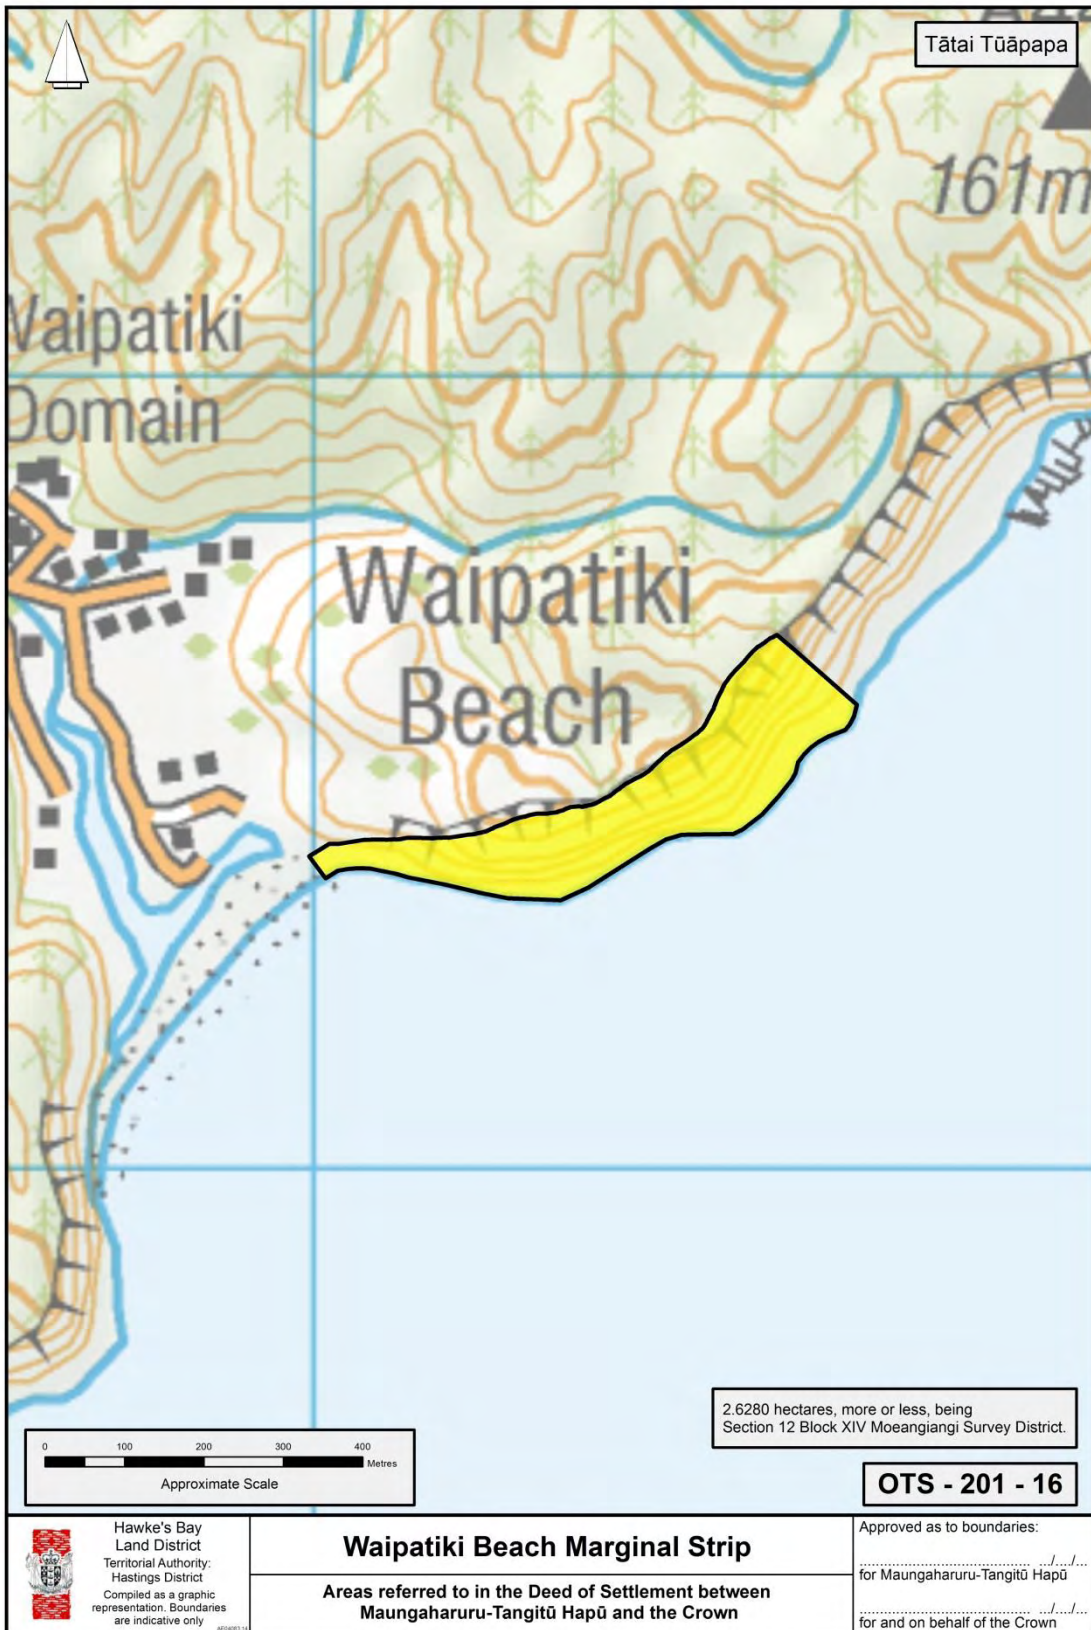 Tātai Tūāpapa
161m
Waipatiki
Domain
Waipatiki
Beach
2.6280 hectares, more or less, being
Section 12 Block XIV Moeangiangi Survey District.
0 100 200 300 400
Metres
Approximate Scale
OTS - 201 - 16
Hawke's Bay
Land District
Territorial Authority:
Hastings District
Compiled as a graphic
representation. Boundaries
are indicative only
Waipatiki Beach Marginal Strip
Areas referred to in the Deed of Settlement between
Maungaharuru-Tangitū Hapū and the Crown
Approved as to boundaries:
.................................. .../.../...
for Maungaharuru-Tangitū Hapū
.................................. .../.../...
for and on behalf of the Crown